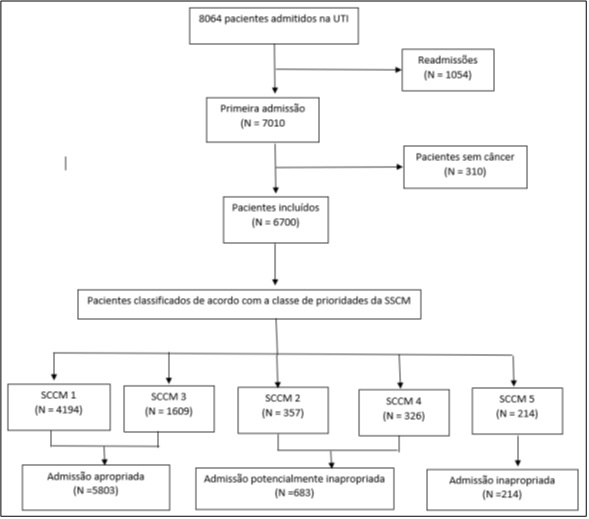 8064 pacientes admitidos na UTI
Readmissões
(N = 1054)
Primeira admissão
(N = 7010
Pacientes sem câncer
(N = 310)
Pacientes incluídos
(N = 6700)
Pacientes classificados de acordo com a classe de prioridades da SSCM
SCCM 1
(N = 4194)
SCCM 3
(N = 1609)
SCCM 2
(N = 357)
SCCM 4
(N = 326)
SCCM 5
(N = 214)
Admissão apropriada
(N =5803)
Admissão potencialmente inapropriada
(N =683)
Admissão inapropriada
(N =214)